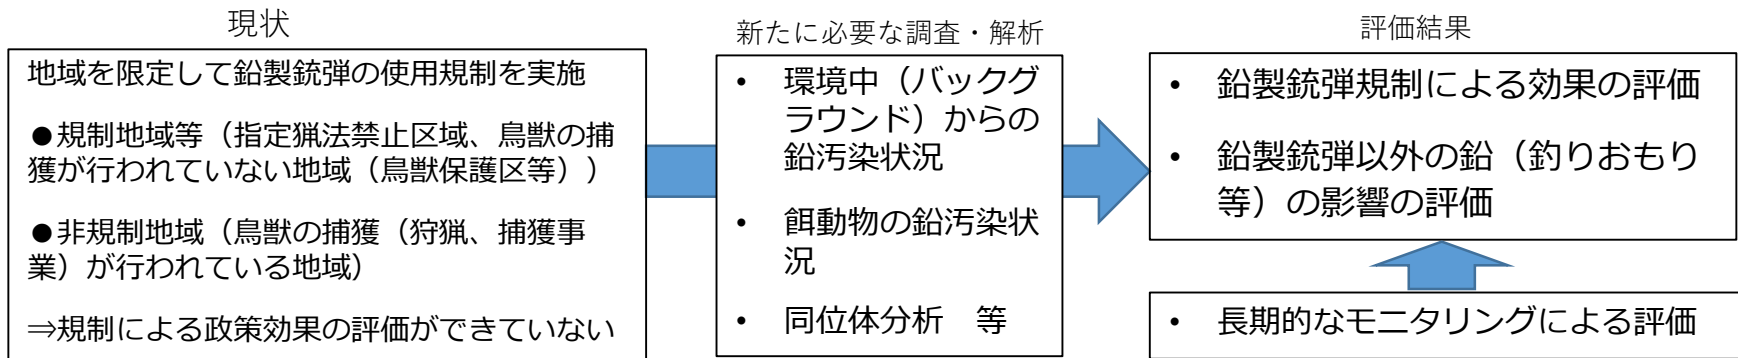 現状
地域を限定して鉛製銃弾の使用規制を実施
●規制地域等（指定猟法禁止区域、鳥獣の捕
獲が行われていない地域（鳥獣保護区等））
●非規制地域（鳥獣の捕獲（狩猟、捕獲事
業）が行われている地域）
⇒規制による政策効果の評価ができていない
新たに必要な調査・解析
• 環境中（バックグ
ラウンド）からの
鉛汚染状況
• 餌動物の鉛汚染状
況
• 同位体分析　等
評価結果
• 鉛製銃弾規制による効果の評価
• 鉛製銃弾以外の鉛（釣りおもり
等）の影響の評価
• 長期的なモニタリングによる評価